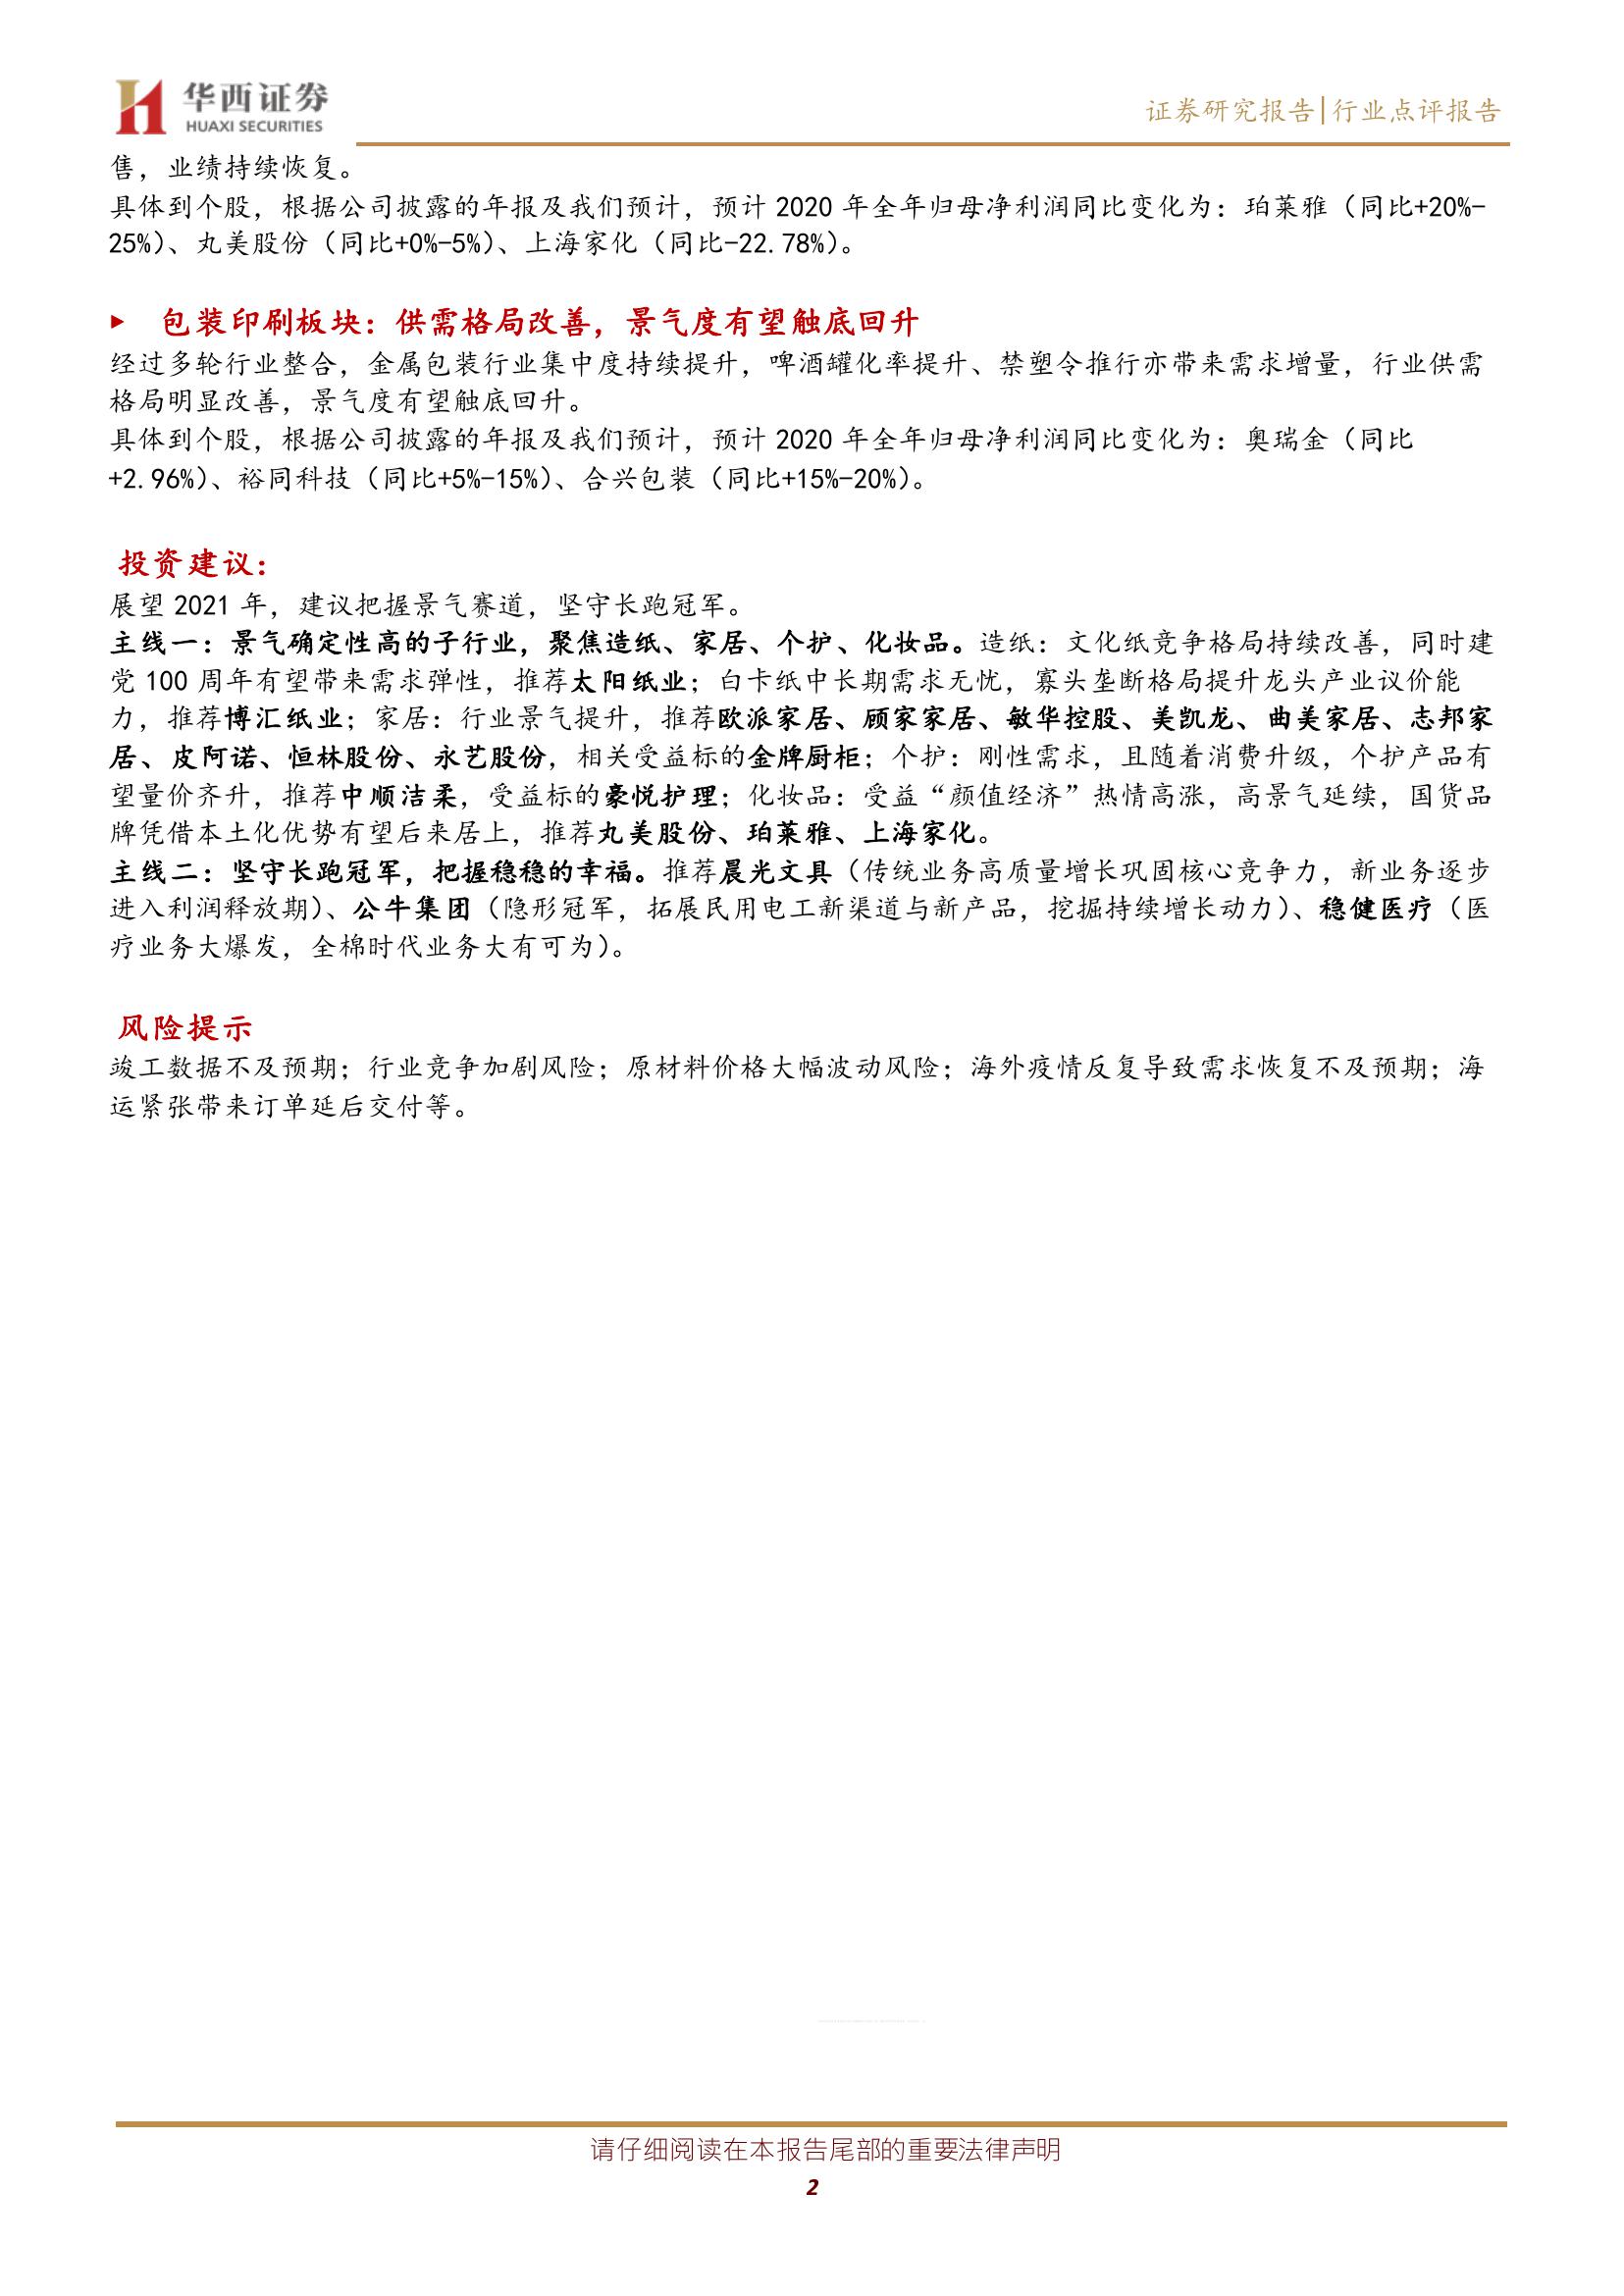 华西证券
HUAXI SECURITIES
证券研究报告|行业点评报告
售，业绩持续恢复。
具体到个股，根据公司披露的年报及我们预计，预计 2020 年全年归母净利润同比变化为：珀莱雅（同比+20%-
25%）、丸美股份（同比+0%-5%）、上海家化（同比-22.78%）。
▶ 包装印刷板块：供需格局改善，景气度有望触底回升
经过多轮行业整合，金属包装行业集中度持续提升，啤酒罐化率提升、禁塑令推行亦带来需求增量，行业供需
格局明显改善，景气度有望触底回升。
具体到个股，根据公司披露的年报及我们预计，预计 2020 年全年归母净利润同比变化为：奥瑞金（同比
+2.96%）、裕同科技（同比+5%-15%）、合兴包装（同比+15%-20%）。
投资建议：
展望 2021 年，建议把握景气赛道，坚守长跑冠军。
主线一：景气确定性高的子行业，聚焦造纸、家居、个护、化妆品。造纸：文化纸竞争格局持续改善，同时建
党 100 周年有望带来需求弹性，推荐太阳纸业；白卡纸中长期需求无忧，寡头垄断格局提升龙头产业议价能
力，推荐博汇纸业；家居：行业景气提升，推荐欧派家居、顾家家居、敏华控股、美凯龙、曲美家居、志邦家
居、皮阿诺、恒林股份、永艺股份，相关受益标的金牌厨柜；个护：刚性需求，且随着消费升级，个护产品有
望量价齐升，推荐中顺洁柔，受益标的豪悦护理；化妆品：受益“颜值经济”热情高涨，高景气延续，国货品
牌凭借本土化优势有望后来居上，推荐丸美股份、珀莱雅、上海家化。
主线二：坚守长跑冠军，把握稳稳的幸福。推荐晨光文具（传统业务高质量增长巩固核心竞争力，新业务逐步
进入利润释放期）、公牛集团（隐形冠军，拓展民用电工新渠道与新产品，挖掘持续增长动力）、稳健医疗（医
疗业务大爆发，全棉时代业务大有可为）。
风险提示
竣工数据不及预期；行业竞争加剧风险；原材料价格大幅波动风险；海外疫情反复导致需求恢复不及预期；海
运紧张带来订单延后交付等。
请仔细阅读在本报告尾部的重要法律声明
2